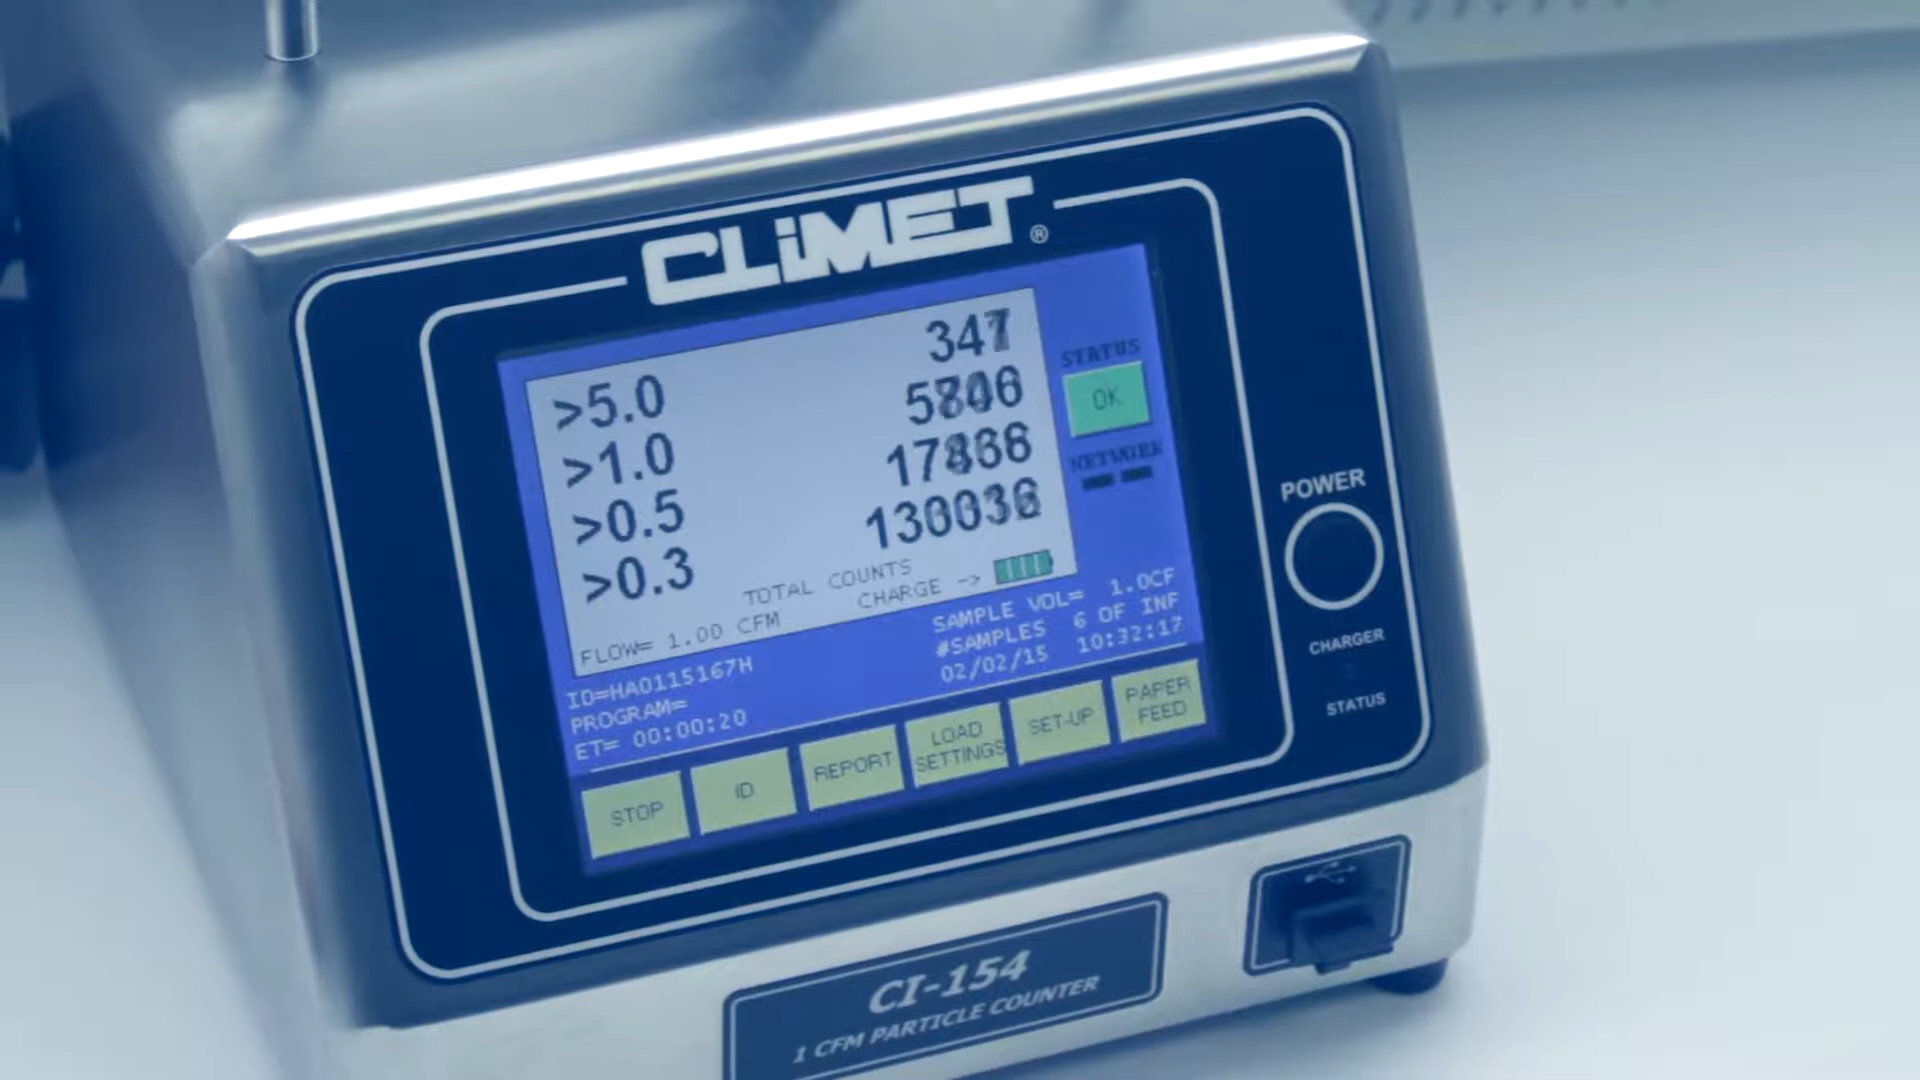 CLiMET®
>5.0
>1.0
>0.5
>0.3
TOTAL COUNTS
CHARGE ->
FLOW= 1.00 CFM
STATUS
OK
NETWORK
ID=HA0115167H
PROGRAM=
ET= 00:00:20
SAMPLE VOL= 1.0CF
#SAMPLES 6 OF INF
02/02/15 10:32:17
STOP
ID
REPORT
LOAD
SETTINGS
SET-UP
PAPER
FEED
POWER
CHARGER
STATUS
CI-154
1 CFM PARTICLE COUNTER